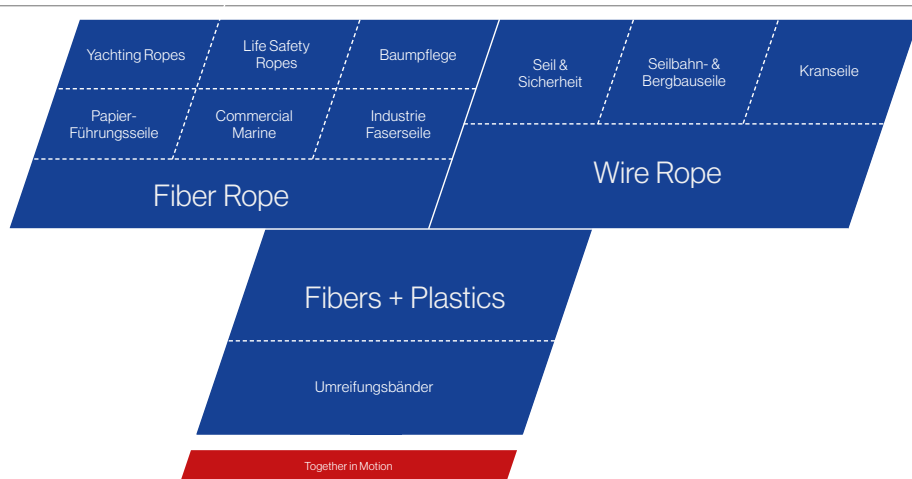 Yachting Ropes
Life Safety
Ropes
Baumpflege
Papier-
Führungsseile
Commercial
Marine
Industrie
Faserseile
Fiber Rope
Seil &
Sicherheit
Seilbahn- &
Bergbauseile
Kranseile
Wire Rope
Fibers + Plastics
Umreifungsbänder
Together in Motion